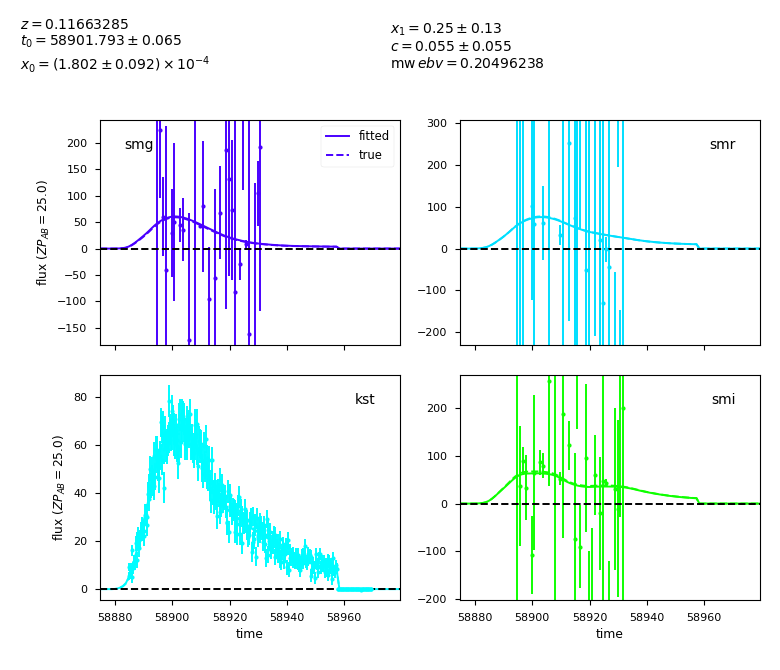 z = 0.11663285
t₀ = 58901.793 ± 0.065
x₀ = (1.802 ± 0.092) × 10⁻⁴
x₁ = 0.25 ± 0.13
c = 0.055 ± 0.055
mw ebv = 0.20496238
smg
fitted
true
200
150
100
50
0
−50
−100
−150
flux (ZP_AB = 25.0)
smr
300
200
100
0
−100
−200
kst
80
60
40
20
0
flux (ZP_AB = 25.0)
58880 58900 58920 58940 58960
time
smi
200
100
0
−100
−200
58880 58900 58920 58940 58960
time